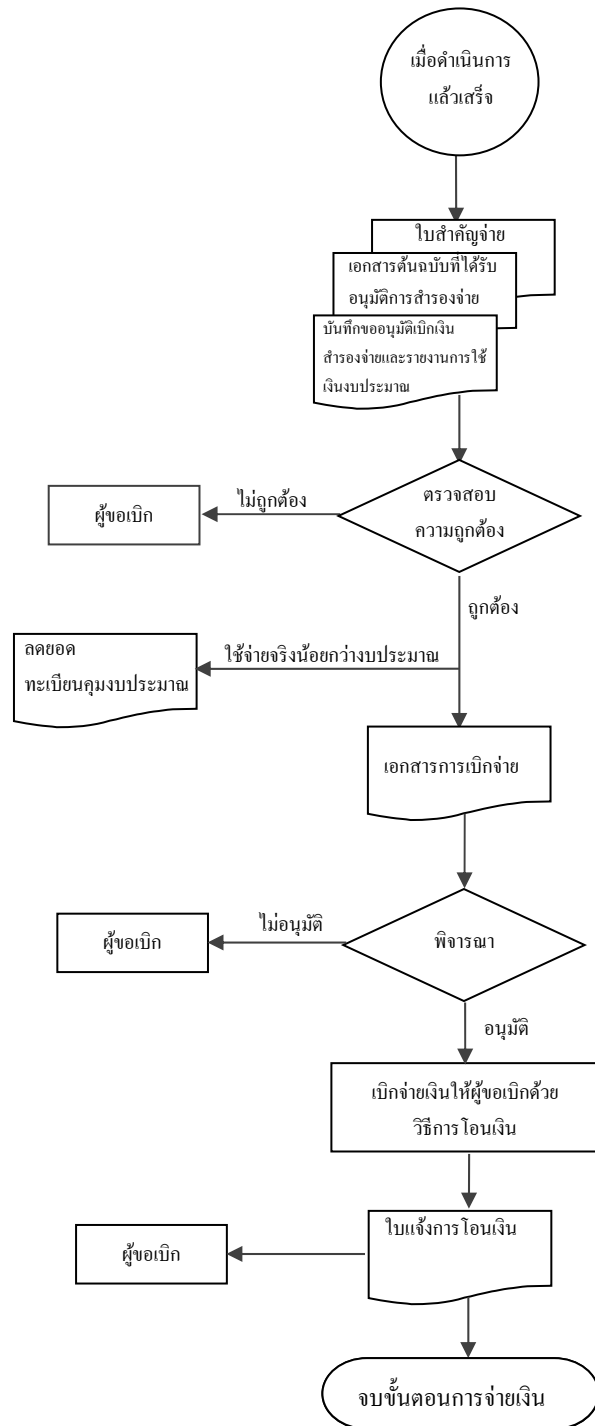 เมื่อดำเนินการ
แล้วเสร็จ
ใบสำคัญจ่าย
เอกสารต้นฉบับที่ได้รับ
อนุมัติการสำรองจ่าย
บันทึกขออนุมัติเบิกเงิน
สำรองจ่ายและรายงานการใช้
เงินงบประมาณ
ตรวจสอบ
ความถูกต้อง
ไม่ถูกต้อง
ผู้ขอเบิก
ถูกต้อง
ใช้จ่ายจริงน้อยกว่างบประมาณ
ลดยอด
ทะเบียนคุมงบประมาณ
เอกสารการเบิกจ่าย
พิจารณา
ไม่อนุมัติ
ผู้ขอเบิก
อนุมัติ
เบิกจ่ายเงินให้ผู้ขอเบิกด้วย
วิธีการโอนเงิน
ใบแจ้งการโอนเงิน
ผู้ขอเบิก
จบขั้นตอนการจ่ายเงิน